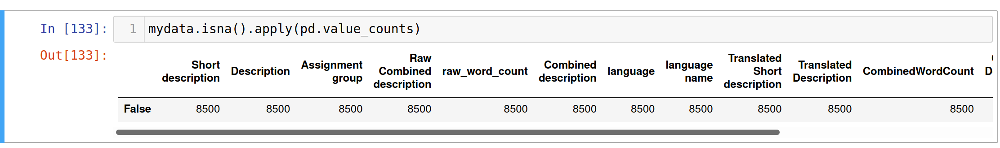 In [133]: 1 mydata.isna().apply(pd.value_counts)
Out[133]:
Short description Description Assignment group Raw Combined description raw_word_count Combined description language language name Translated Short description Translated Description CombinedWordCount D
False 8500 8500 8500 8500 8500 8500 8500 8500 8500 8500 8500